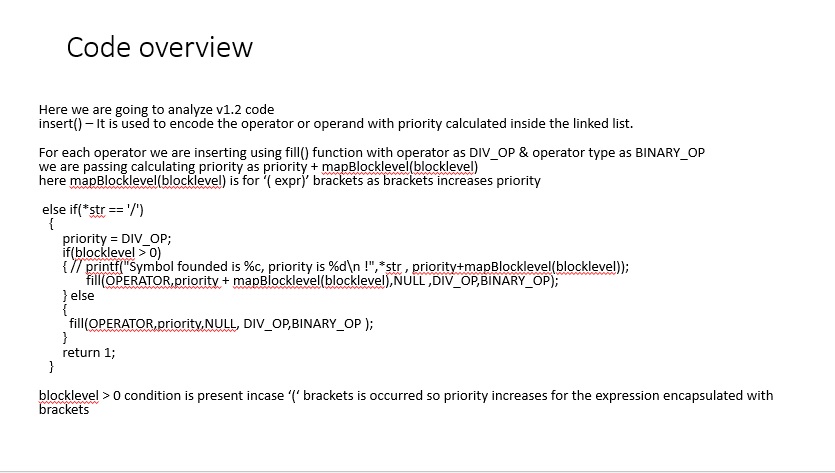 Code overview
Here we are going to analyze v1.2 code
insert() – It is used to encode the operator or operand with priority calculated inside the linked list.
For each operator we are inserting using fill() function with operator as DIV_OP & operator type as BINARY_OP
we are passing calculating priority as priority + mapBlocklevel(blocklevel)
here mapBlocklevel(blocklevel) is for ‘( expr)’ brackets as brackets increases priority
else if(*str == '/')
{
priority = DIV_OP;
if(blocklevel > 0)
{ // printf("Symbol founded is %c, priority is %d\n !",*str , priority+mapBlocklevel(blocklevel));
fill(OPERATOR,priority + mapBlocklevel(blocklevel),NULL ,DIV_OP,BINARY_OP);
} else
{
fill(OPERATOR,priority,NULL, DIV_OP,BINARY_OP );
}
return 1;
}
blocklevel > 0 condition is present incase ‘(‘ brackets is occurred so priority increases for the expression encapsulated with
brackets